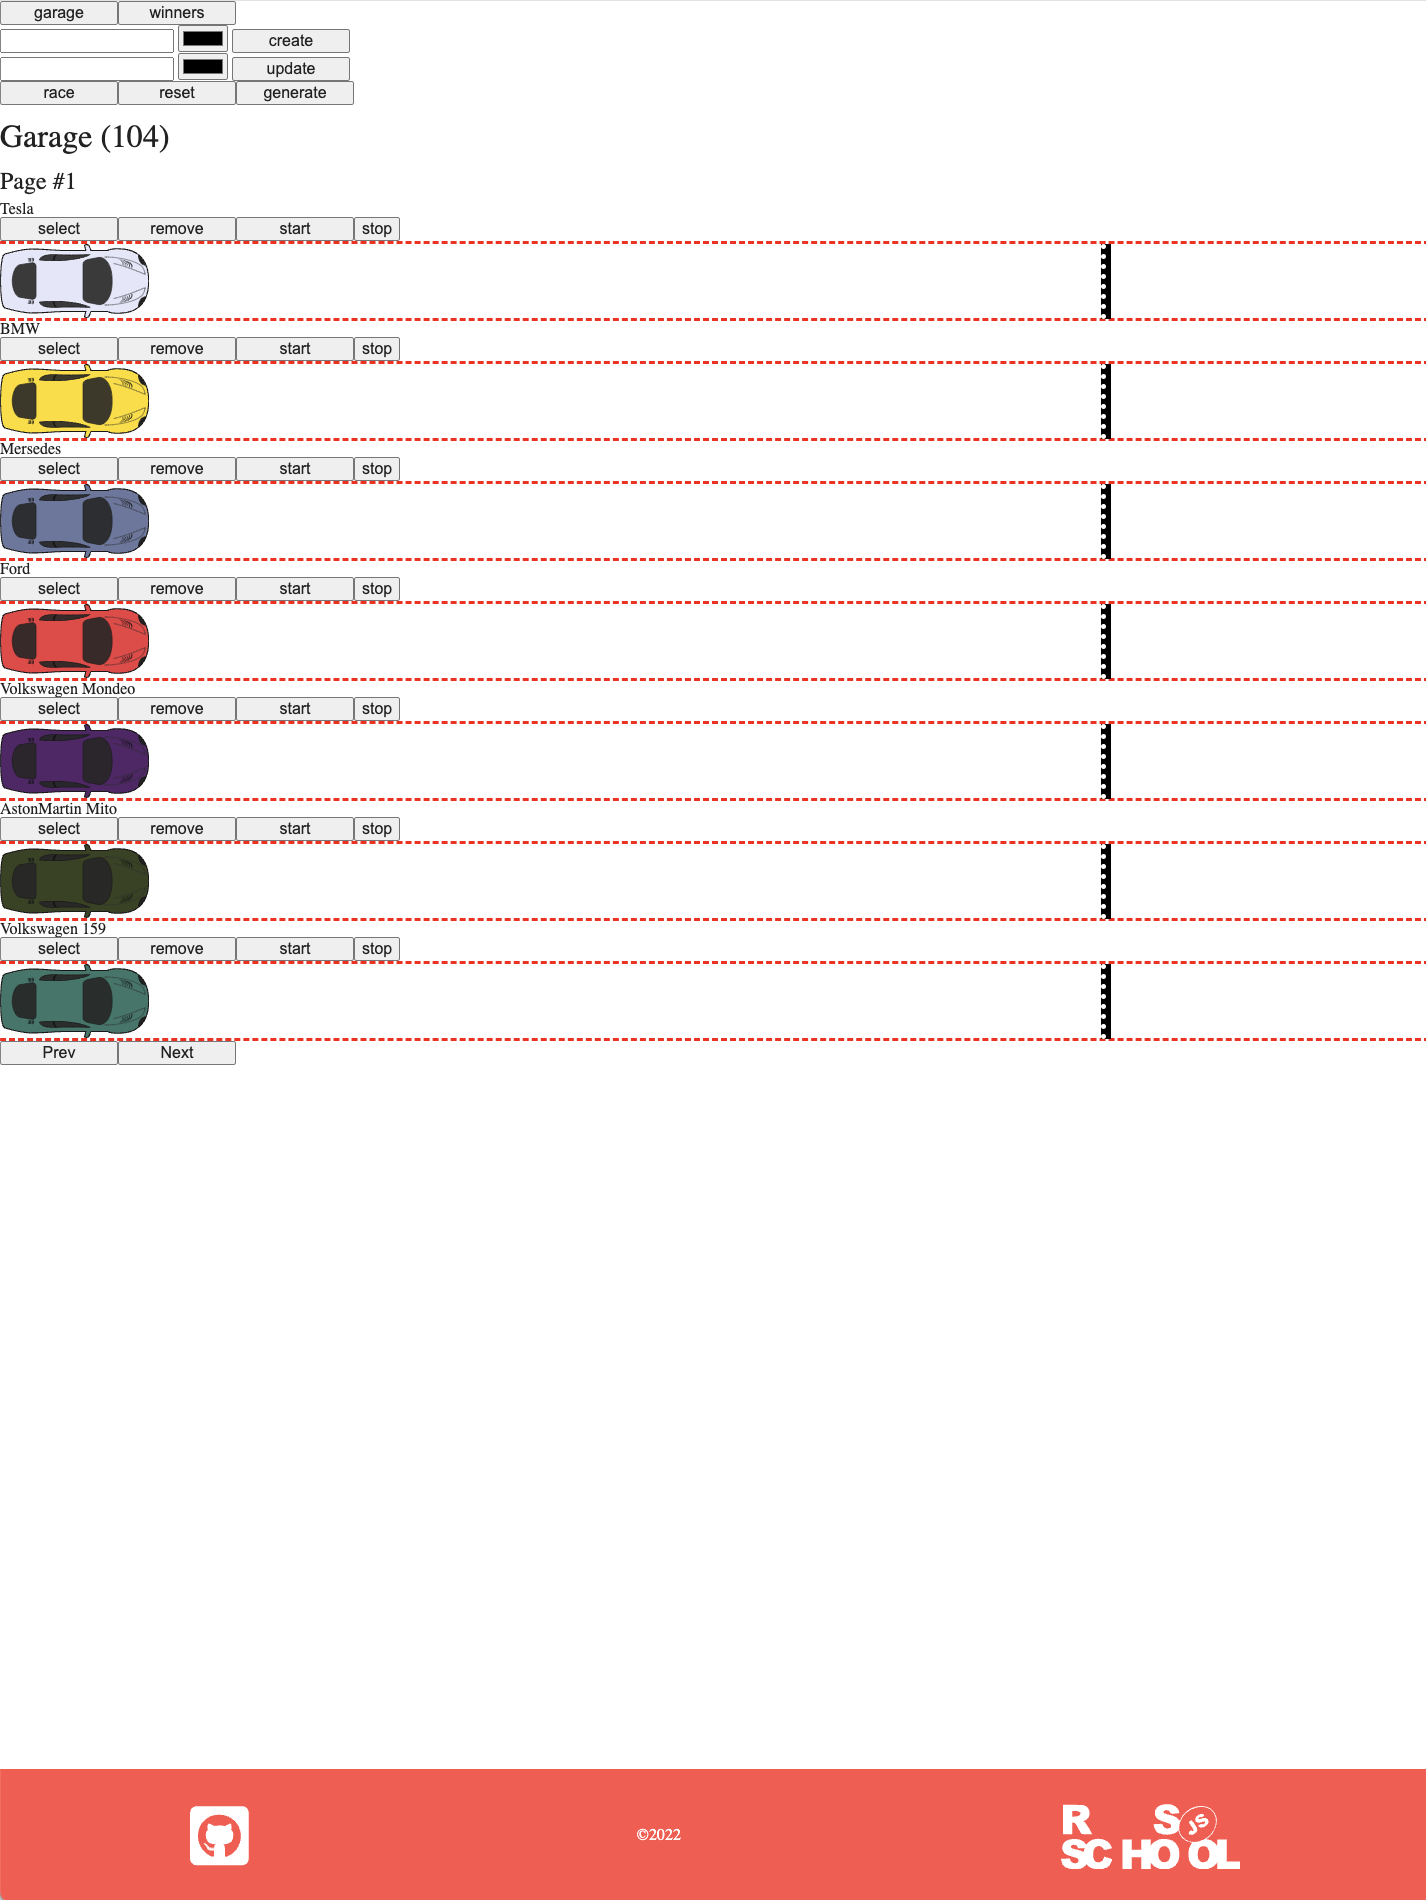 garage winners
create
update
race reset generate
Garage (104)
Page #1
Tesla
select remove start stop
BMW
select remove start stop
Mersedes
select remove start stop
Ford
select remove start stop
Volkswagen Mondeo
select remove start stop
AstonMartin Mito
select remove start stop
Volkswagen 159
select remove start stop
Prev Next
©2022
R S JS
SCHOOL